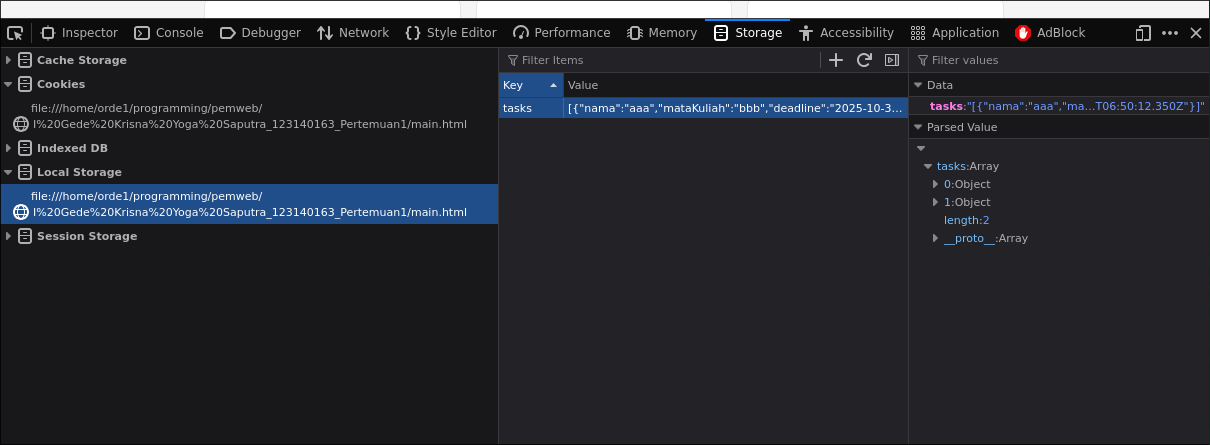 Inspector Console Debugger Network Style Editor Performance Memory Storage Accessibility Application AdBlock
Cache Storage
Cookies
file:///home/orde1/programming/pemweb/
I%20Gede%20Krisna%20Yoga%20Saputra_123140163_Pertemuan1/main.html
Indexed DB
Local Storage
file:///home/orde1/programming/pemweb/
I%20Gede%20Krisna%20Yoga%20Saputra_123140163_Pertemuan1/main.html
Session Storage
Filter Items
Key Value
tasks [{"nama":"aaa","mataKuliah":"bbb","deadline":"2025-10-3...
Filter values
Data
tasks:"[{"nama":"aaa","ma...T06:50:12.350Z"}]"
Parsed Value
tasks:Array
0:Object
1:Object
length:2
__proto__:Array